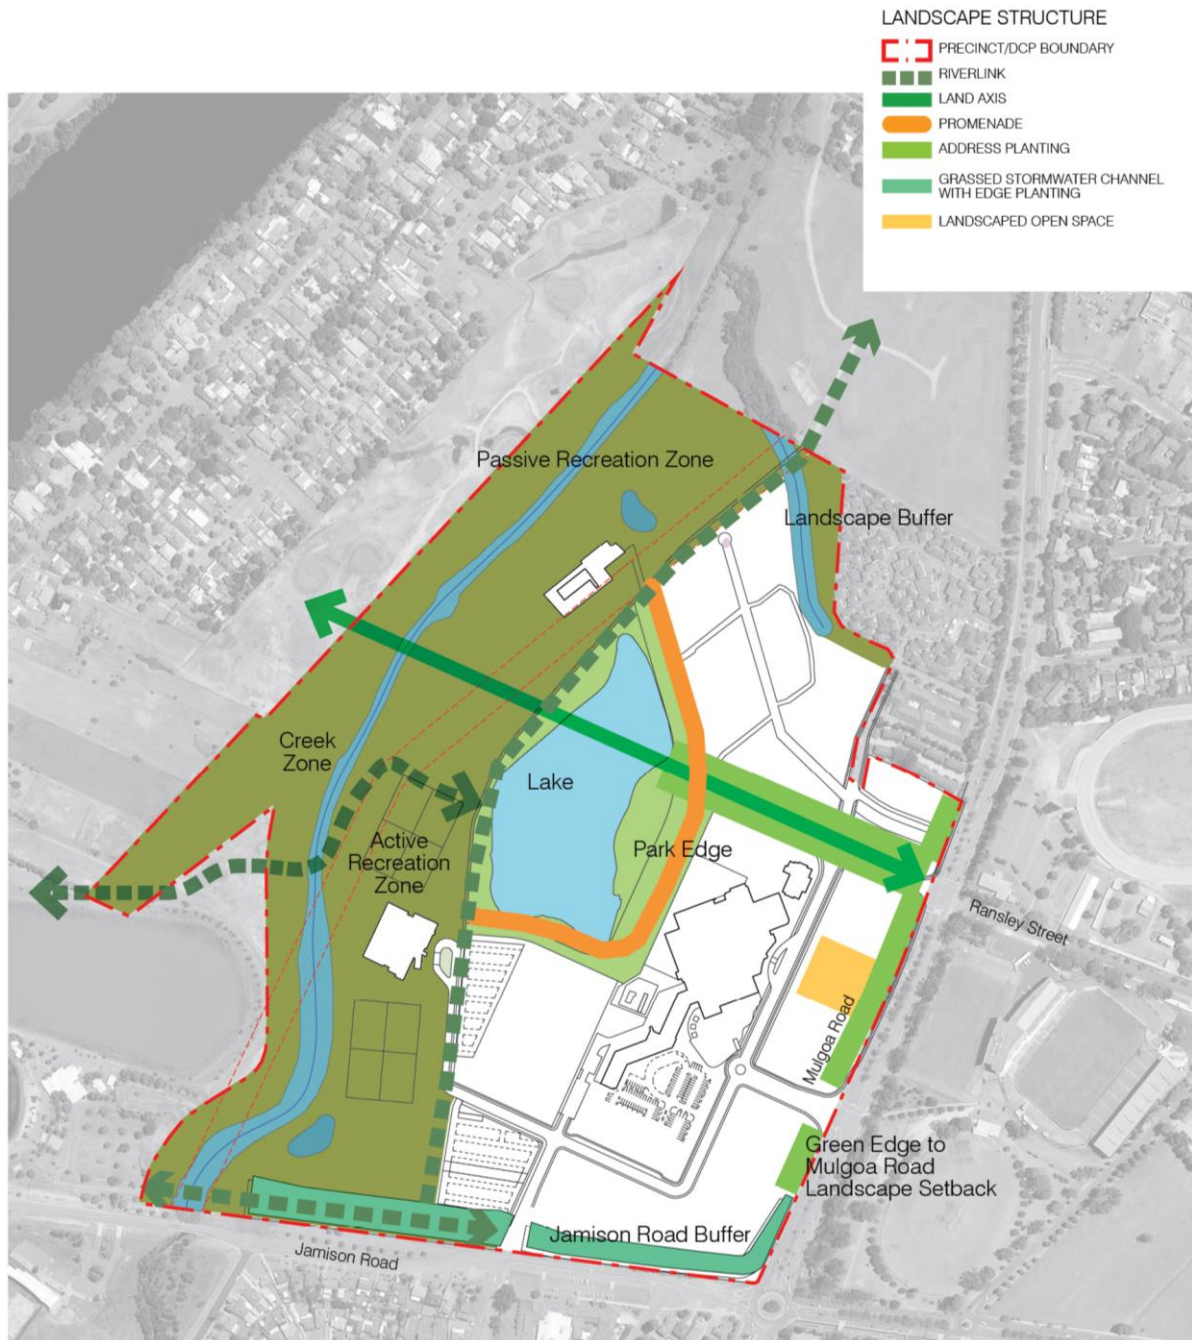 LANDSCAPE STRUCTURE
PRECINCT/DCP BOUNDARY
RIVERLINK
LAND AXIS
PROMENADE
ADDRESS PLANTING
GRASSED STORMWATER CHANNEL
WITH EDGE PLANTING
LANDSCAPED OPEN SPACE
Passive Recreation Zone
Landscape Buffer
Creek
Zone
Lake
Active
Recreation
Zone
Park Edge
Ransley Street
Mulgoa Road
Green Edge to
Mulgoa Road
Landscape Setback
Jamison Road Buffer
Jamison Road